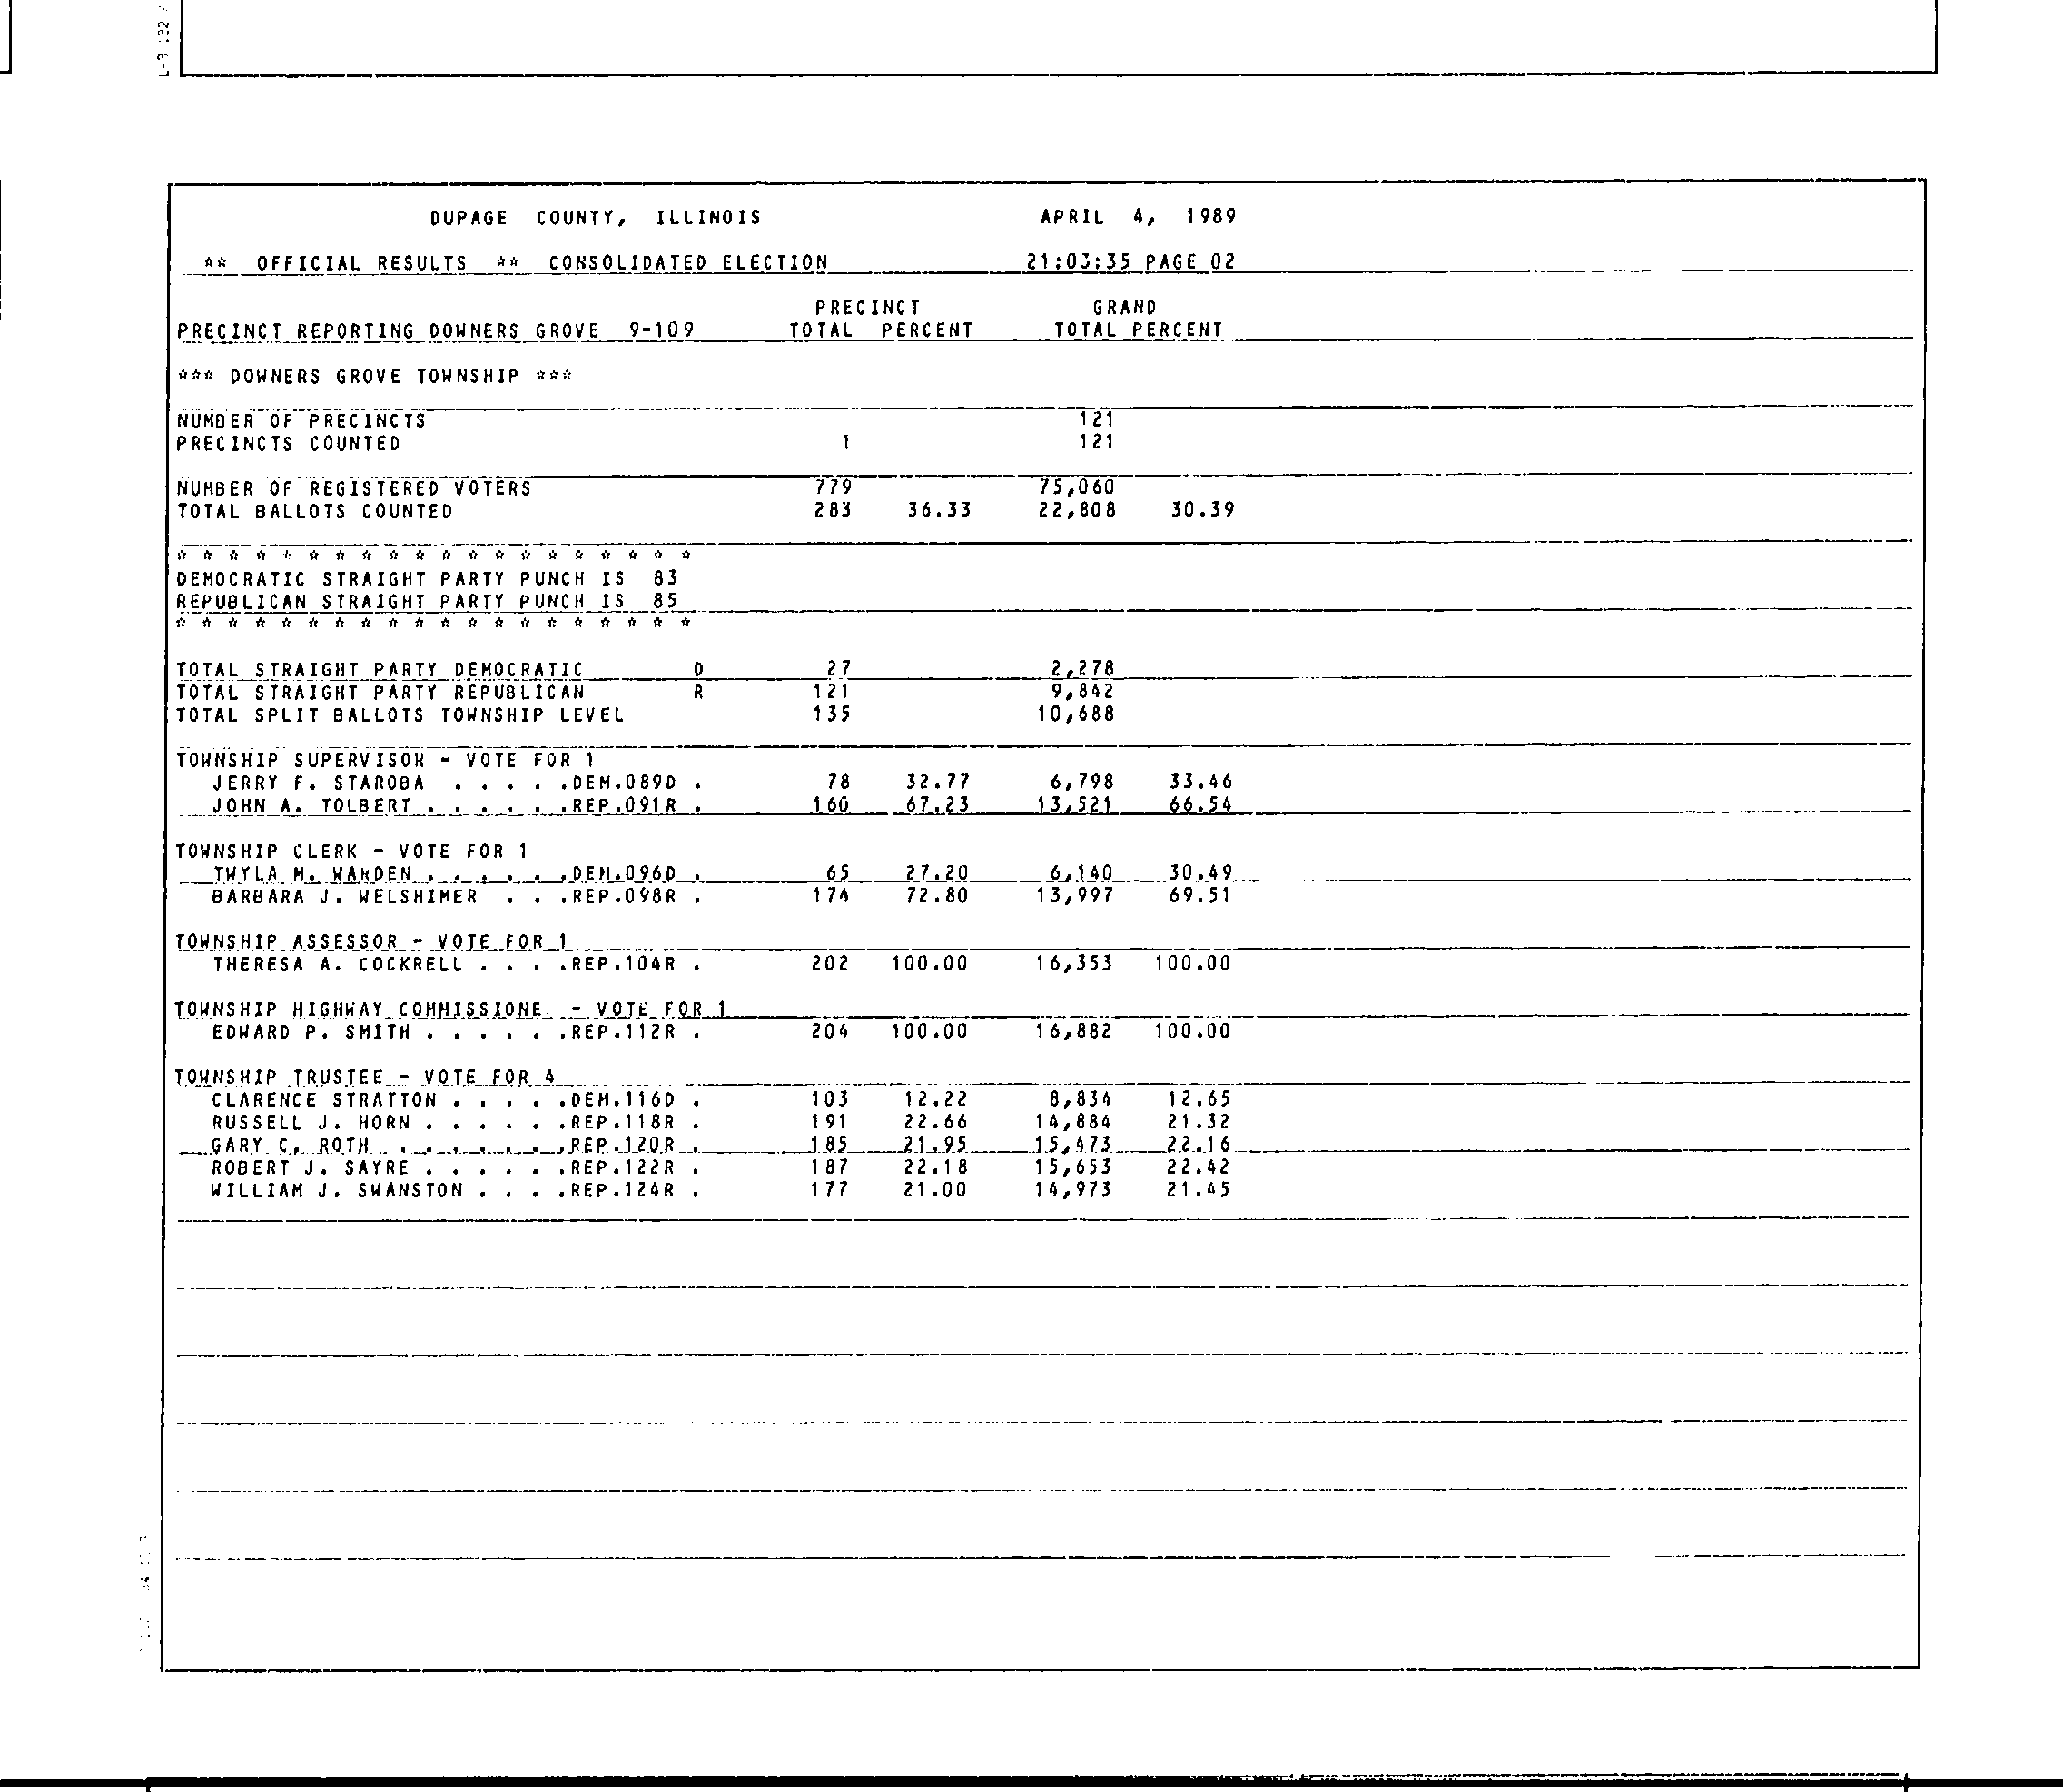 L-3 132
DUPAGE COUNTY, ILLINOIS APRIL 4, 1989
** OFFICIAL RESULTS ** CONSOLIDATED ELECTION 21:03:35 PAGE 02
PRECINCT GRAND
PRECINCT REPORTING DOWNERS GROVE 9-109 TOTAL PERCENT TOTAL PERCENT
*** DOWNERS GROVE TOWNSHIP ***
NUMBER OF PRECINCTS 121
PRECINCTS COUNTED 1 121
NUMBER OF REGISTERED VOTERS 779 75,060
TOTAL BALLOTS COUNTED 283 36.33 22,808 30.39
* * * * * * * * * * * * * * * * * * * *
DEMOCRATIC STRAIGHT PARTY PUNCH IS 83
REPUBLICAN STRAIGHT PARTY PUNCH IS 85
* * * * * * * * * * * * * * * * * * * *
TOTAL STRAIGHT PARTY DEMOCRATIC D 27 2,278
TOTAL STRAIGHT PARTY REPUBLICAN R 121 9,842
TOTAL SPLIT BALLOTS TOWNSHIP LEVEL 135 10,688
TOWNSHIP SUPERVISOR - VOTE FOR 1
JERRY F. STAROBA . . . . .DEM.089D . 78 32.77 6,798 33.46
JOHN A. TOLBERT . . . . . .REP.091R . 160 67.23 13,521 66.54
TOWNSHIP CLERK - VOTE FOR 1
TWYLA M. WARDEN . . . . . .DEM.096D . 65 27.20 6,140 30.49
BARBARA J. WELSHIMER . . .REP.098R . 174 72.80 13,997 69.51
TOWNSHIP ASSESSOR - VOTE FOR 1
THERESA A. COCKRELL . . . .REP.104R . 202 100.00 16,353 100.00
TOWNSHIP HIGHWAY COMMISSIONE - VOTE FOR 1
EDWARD P. SMITH . . . . . .REP.112R . 204 100.00 16,882 100.00
TOWNSHIP TRUSTEE - VOTE FOR 4
CLARENCE STRATTON . . . . .DEM.116D . 103 12.22 8,834 12.65
RUSSELL J. HORN . . . . . .REP.118R . 191 22.66 14,884 21.32
GARY C. ROTH . . . . . . .REP.120R . 185 21.95 15,473 22.16
ROBERT J. SAYRE . . . . . .REP.122R . 187 22.18 15,653 22.42
WILLIAM J. SWANSTON . . . .REP.124R . 177 21.00 14,973 21.45